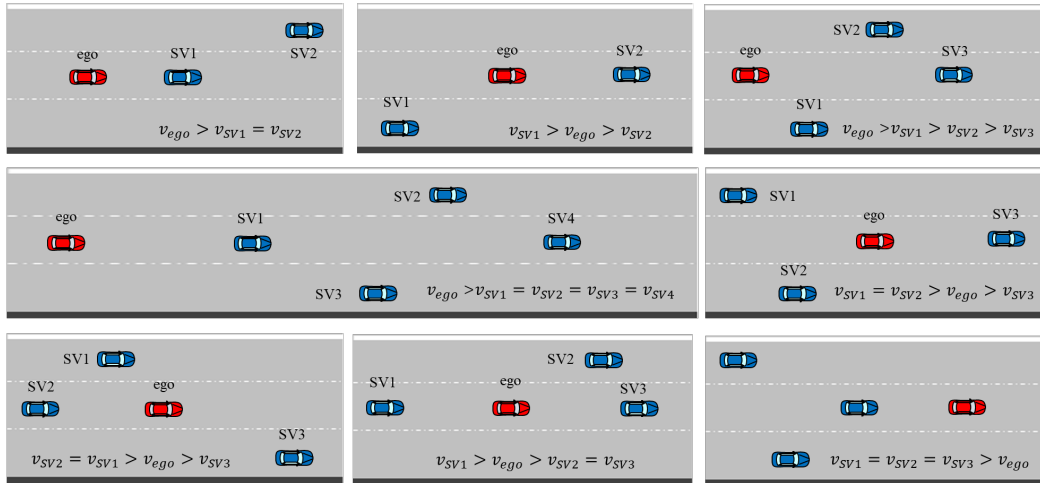 ego SV1 SV2
v_ego > v_SV1 = v_SV2
ego SV2
SV1
v_SV1 > v_ego > v_SV2
SV2
ego SV3
SV1
v_ego >v_SV1 > v_SV2 > v_SV3
SV2
ego SV1 SV4
SV3
v_ego >v_SV1 = v_SV2 = v_SV3 = v_SV4
SV1
ego SV3
SV2
v_SV1 = v_SV2 > v_ego > v_SV3
SV1
SV2 ego
SV3
v_SV2 = v_SV1 > v_ego > v_SV3
SV2
SV1 ego SV3
v_SV1 > v_ego > v_SV2 = v_SV3
v_SV1 = v_SV2 = v_SV3 > v_ego